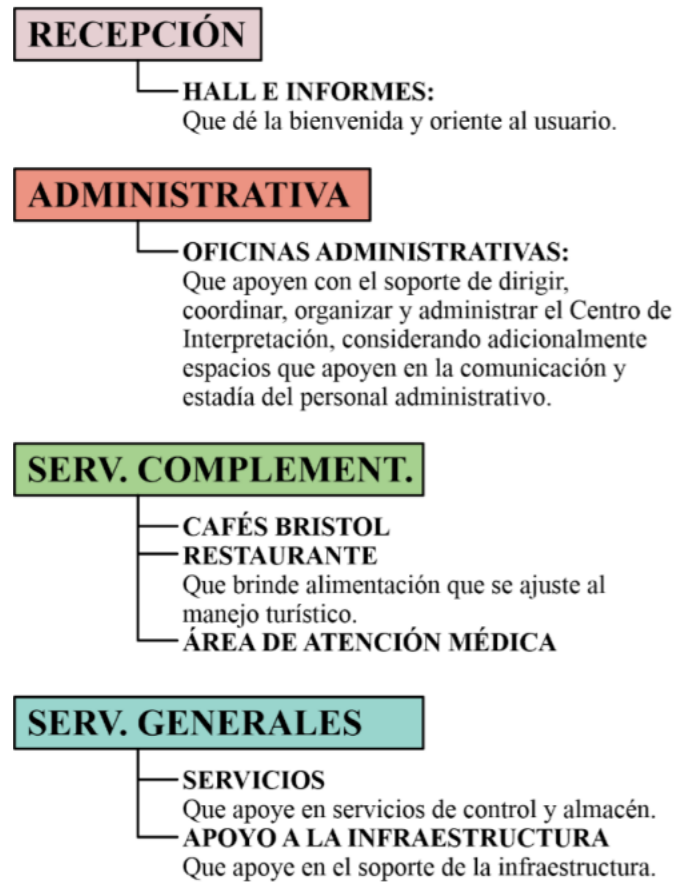 RECEPCIÓN
HALL E INFORMES:
Que dé la bienvenida y oriente al usuario.
ADMINISTRATIVA
OFICINAS ADMINISTRATIVAS:
Que apoyen con el soporte de dirigir,
coordinar, organizar y administrar el Centro de
Interpretación, considerando adicionalmente
espacios que apoyen en la comunicación y
estadía del personal administrativo.
SERV. COMPLEMENT.
CAFÉS BRISTOL
RESTAURANTE
Que brinde alimentación que se ajuste al
manejo turístico.
ÁREA DE ATENCIÓN MÉDICA
SERV. GENERALES
SERVICIOS
Que apoye en servicios de control y almacén.
APOYO A LA INFRAESTRUCTURA
Que apoye en el soporte de la infraestructura.